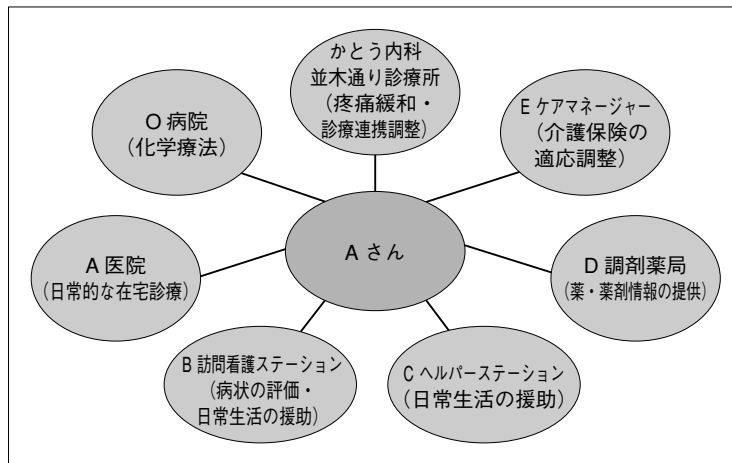 かとう内科
並木通り診療所
（疼痛緩和・
診療連携調整）
O 病院
（化学療法）
E ケアマネージャー
（介護保険の
適応調整）
A さん
A 医院
（日常的な在宅診療）
D 調剤薬局
（薬・薬剤情報の提供）
B 訪問看護ステーション
（病状の評価・
日常生活の援助）
C ヘルパーステーション
（日常生活の援助）